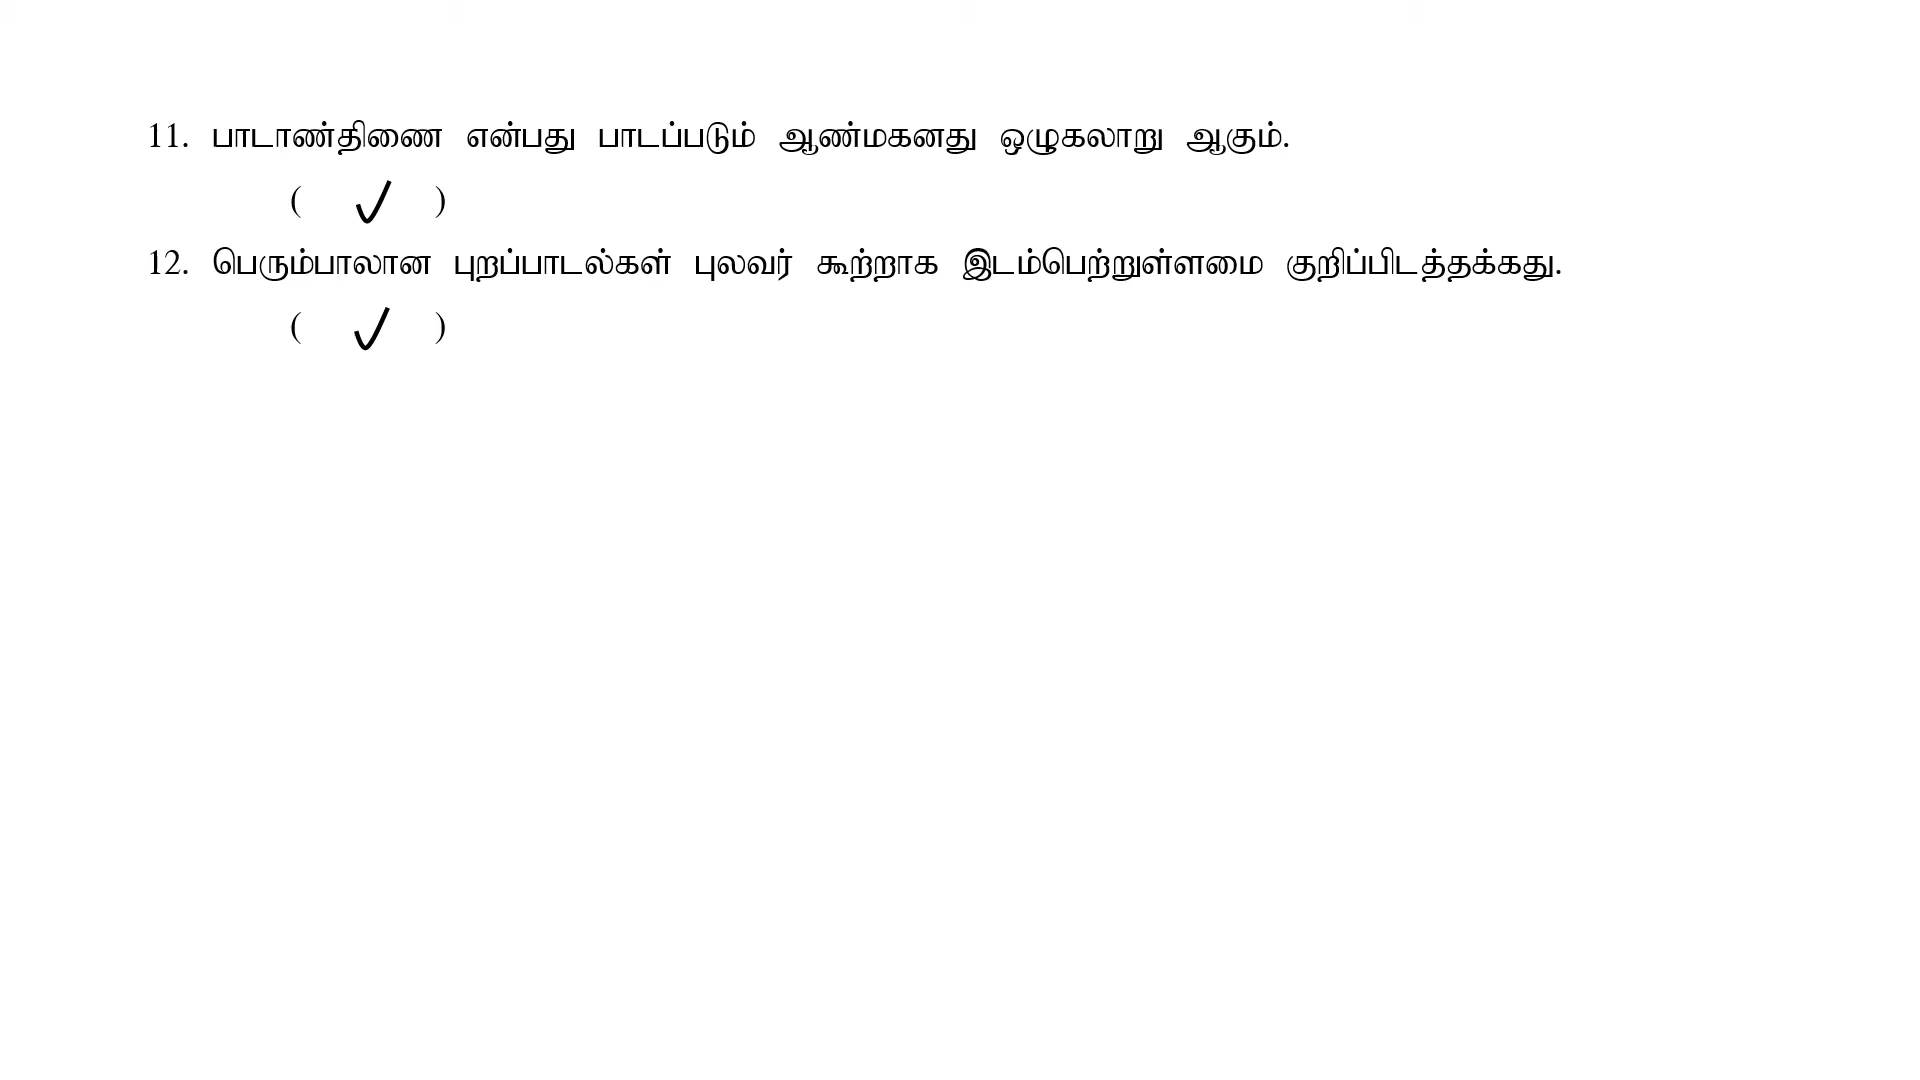 11. பாடாண்திணை என்பது பாடப்படும் ஆண்மகனது ஒழுகலாறு ஆகும்.
( ✓ )
12. பெரும்பாலான புறப்பாடல்கள் புலவர் கூற்றாக இடம்பெற்றுள்ளமை குறிப்பிடத்தக்கது.
( ✓ )